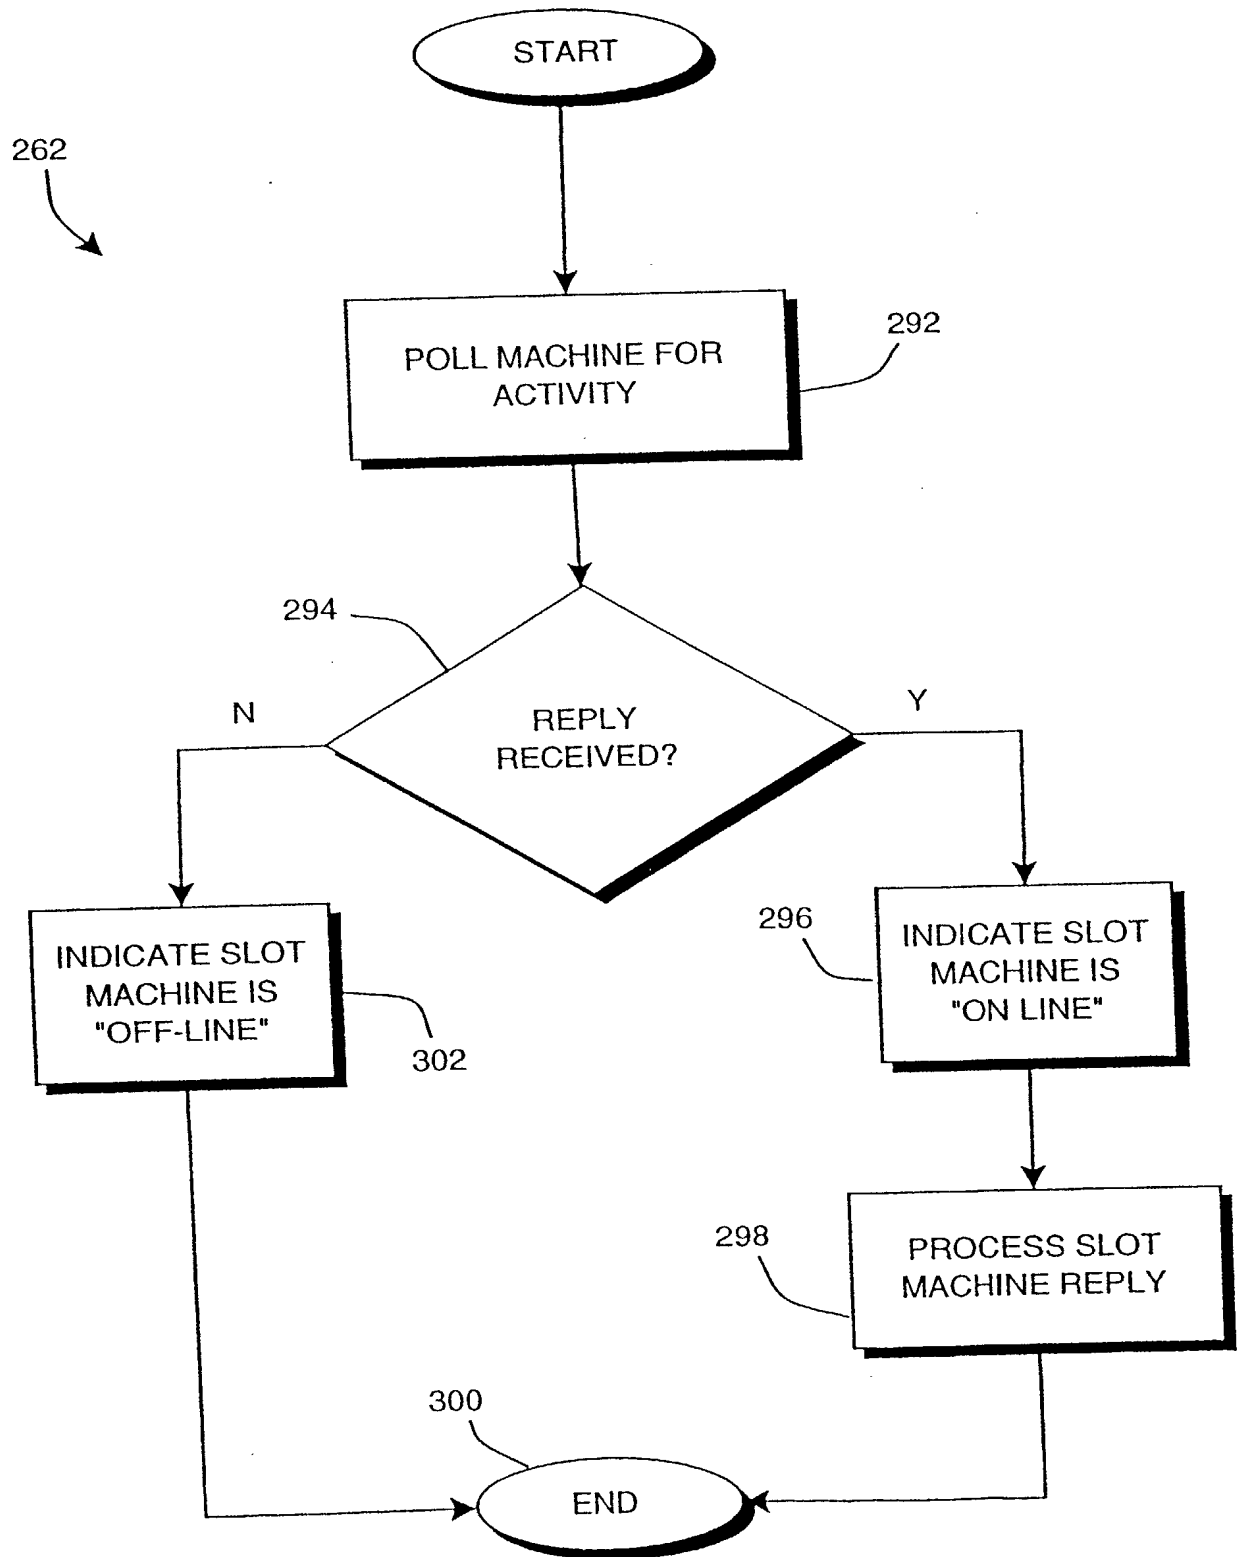 START
262
292
POLL MACHINE FOR
ACTIVITY
294
N
Y
REPLY
RECEIVED?
296
INDICATE SLOT
MACHINE IS
"OFF-LINE"
302
INDICATE SLOT
MACHINE IS
"ON LINE"
298
PROCESS SLOT
MACHINE REPLY
300
END